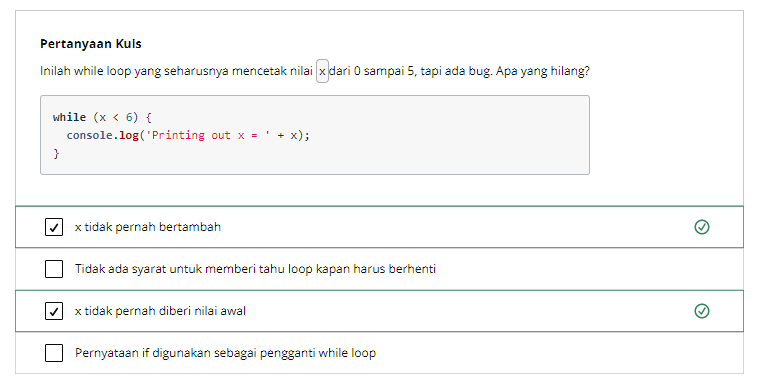 Pertanyaan Kuis
Inilah while loop yang seharusnya mencetak nilai x dari 0 sampai 5, tapi ada bug. Apa yang hilang?
while (x < 6) {
  console.log('Printing out x = ' + x);
}
x tidak pernah bertambah
Tidak ada syarat untuk memberi tahu loop kapan harus berhenti
x tidak pernah diberi nilai awal
Pernyataan if digunakan sebagai pengganti while loop